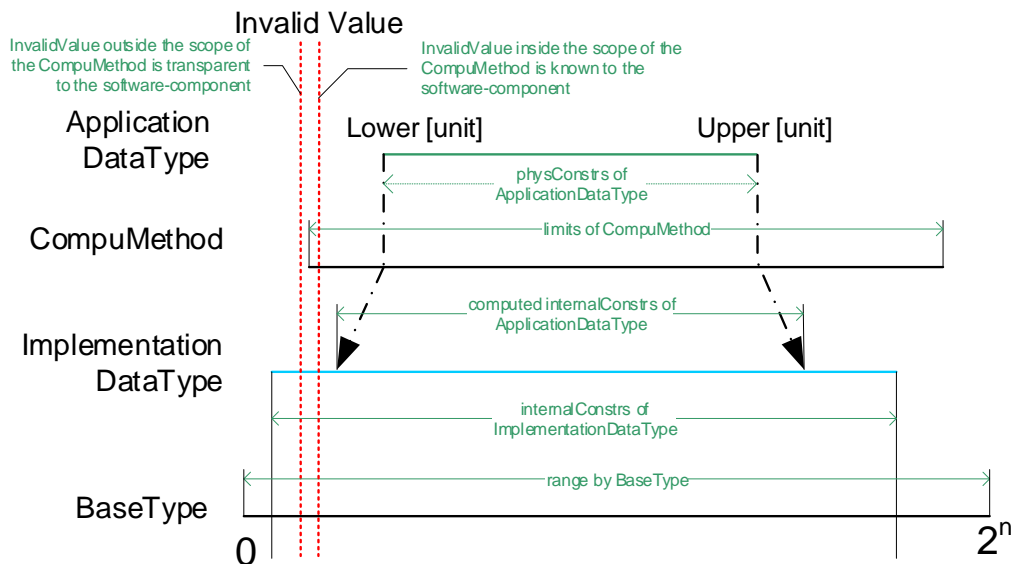 Invalid Value
InvalidValue outside the scope of
the CompuMethod is transparent
to the software-component
InvalidValue inside the scope of the
CompuMethod is known to the
software-component
Application
DataType
Lower [unit]
Upper [unit]
physConstrs of
ApplicationDataType
CompuMethod
limits of CompuMethod
computed internalConstrs of
ApplicationDataType
Implementation
DataType
internalConstrs of
ImplementationDataType
range by BaseType
BaseType
0
2ⁿ